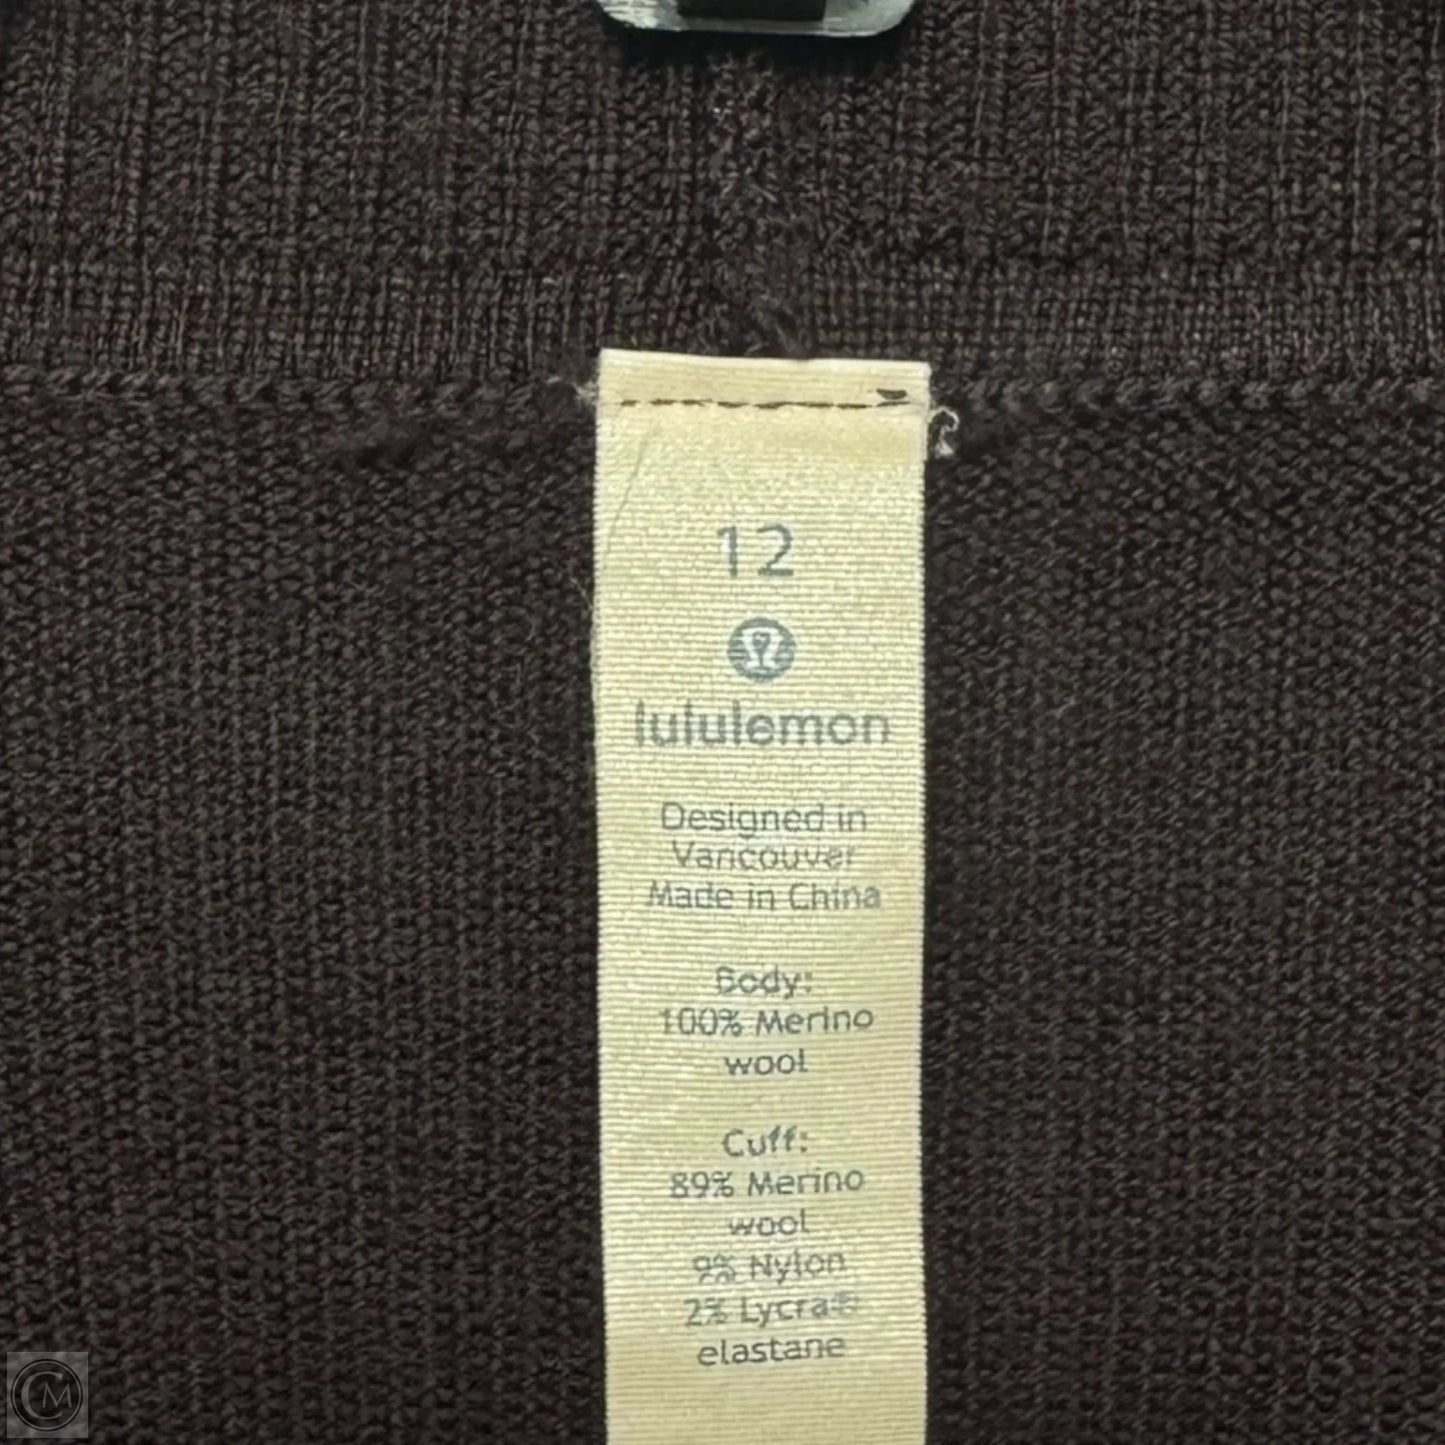 12
lululemon
Designed in
Vancouver
Made in China
Body:
100% Merino
wool
Cuff:
89% Merino
wool
9% Nylon
2% Lycra®
elastane
CM